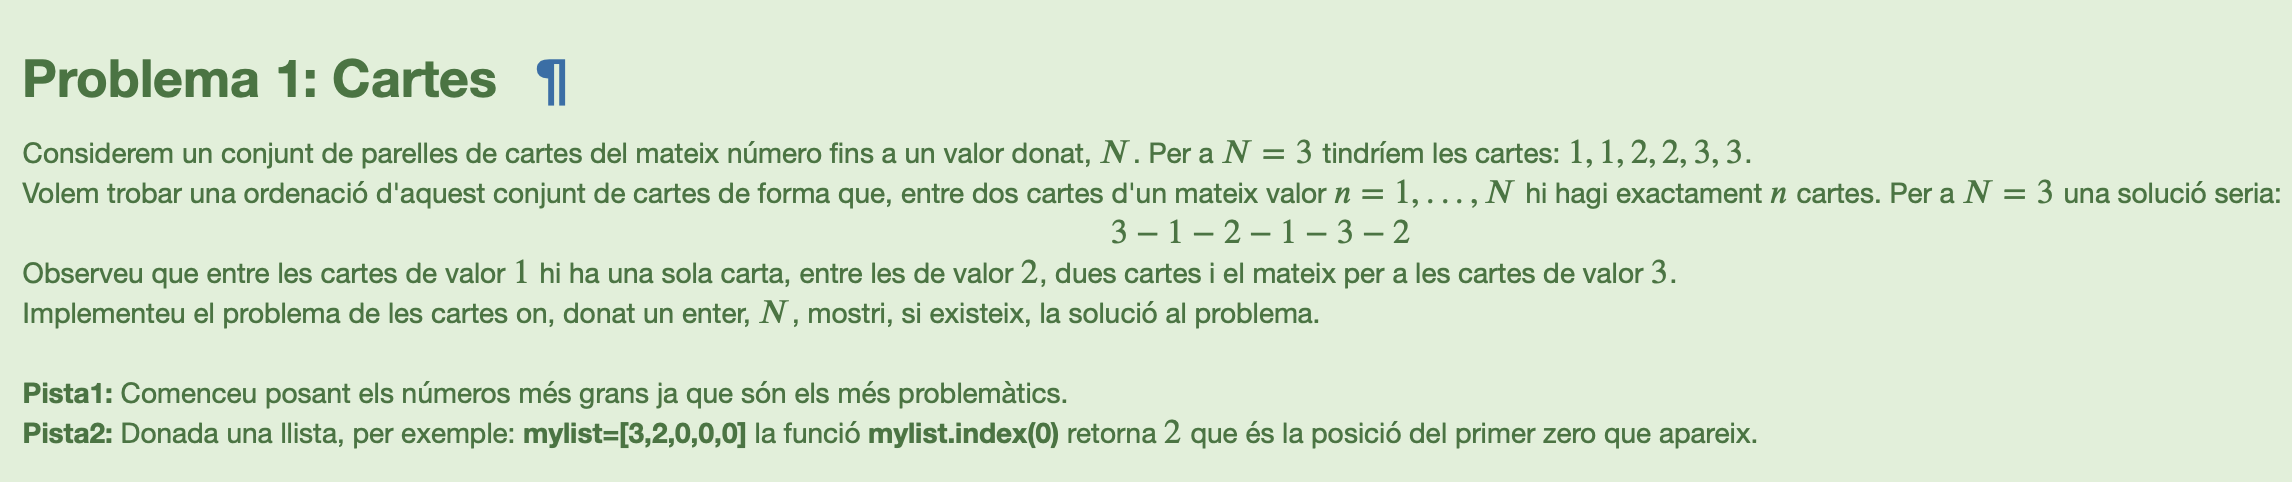 Problema 1: Cartes ¶
Considerem un conjunt de parelles de cartes del mateix número fins a un valor donat, N. Per a N = 3 tindríem les cartes: 1, 1, 2, 2, 3, 3.
Volem trobar una ordenació d'aquest conjunt de cartes de forma que, entre dos cartes d'un mateix valor n = 1, . . . , N hi hagi exactament n cartes. Per a N = 3 una solució seria:
3 − 1 − 2 − 1 − 3 − 2
Observeu que entre les cartes de valor 1 hi ha una sola carta, entre les de valor 2, dues cartes i el mateix per a les cartes de valor 3.
Implementeu el problema de les cartes on, donat un enter, N, mostri, si existeix, la solució al problema.
Pista1: Comenceu posant els números més grans ja que són els més problemàtics.
Pista2: Donada una llista, per exemple: mylist=[3,2,0,0,0] la funció mylist.index(0) retorna 2 que és la posició del primer zero que apareix.